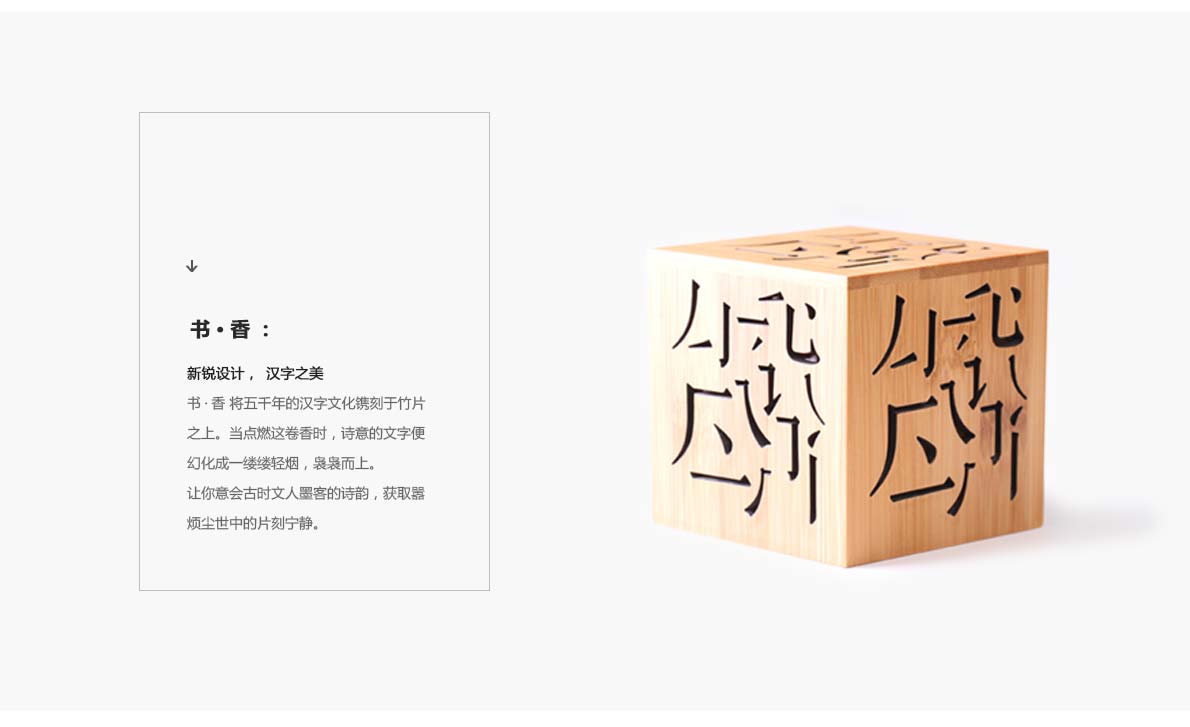 书·香 ：
新锐设计， 汉字之美
书·香 将五千年的汉字文化镌刻于竹片
之上。当点燃这卷香时，诗意的文字便
幻化成一缕缕轻烟，袅袅而上。
让你意会古时文人墨客的诗韵，获取嚣
烦尘世中的片刻宁静。